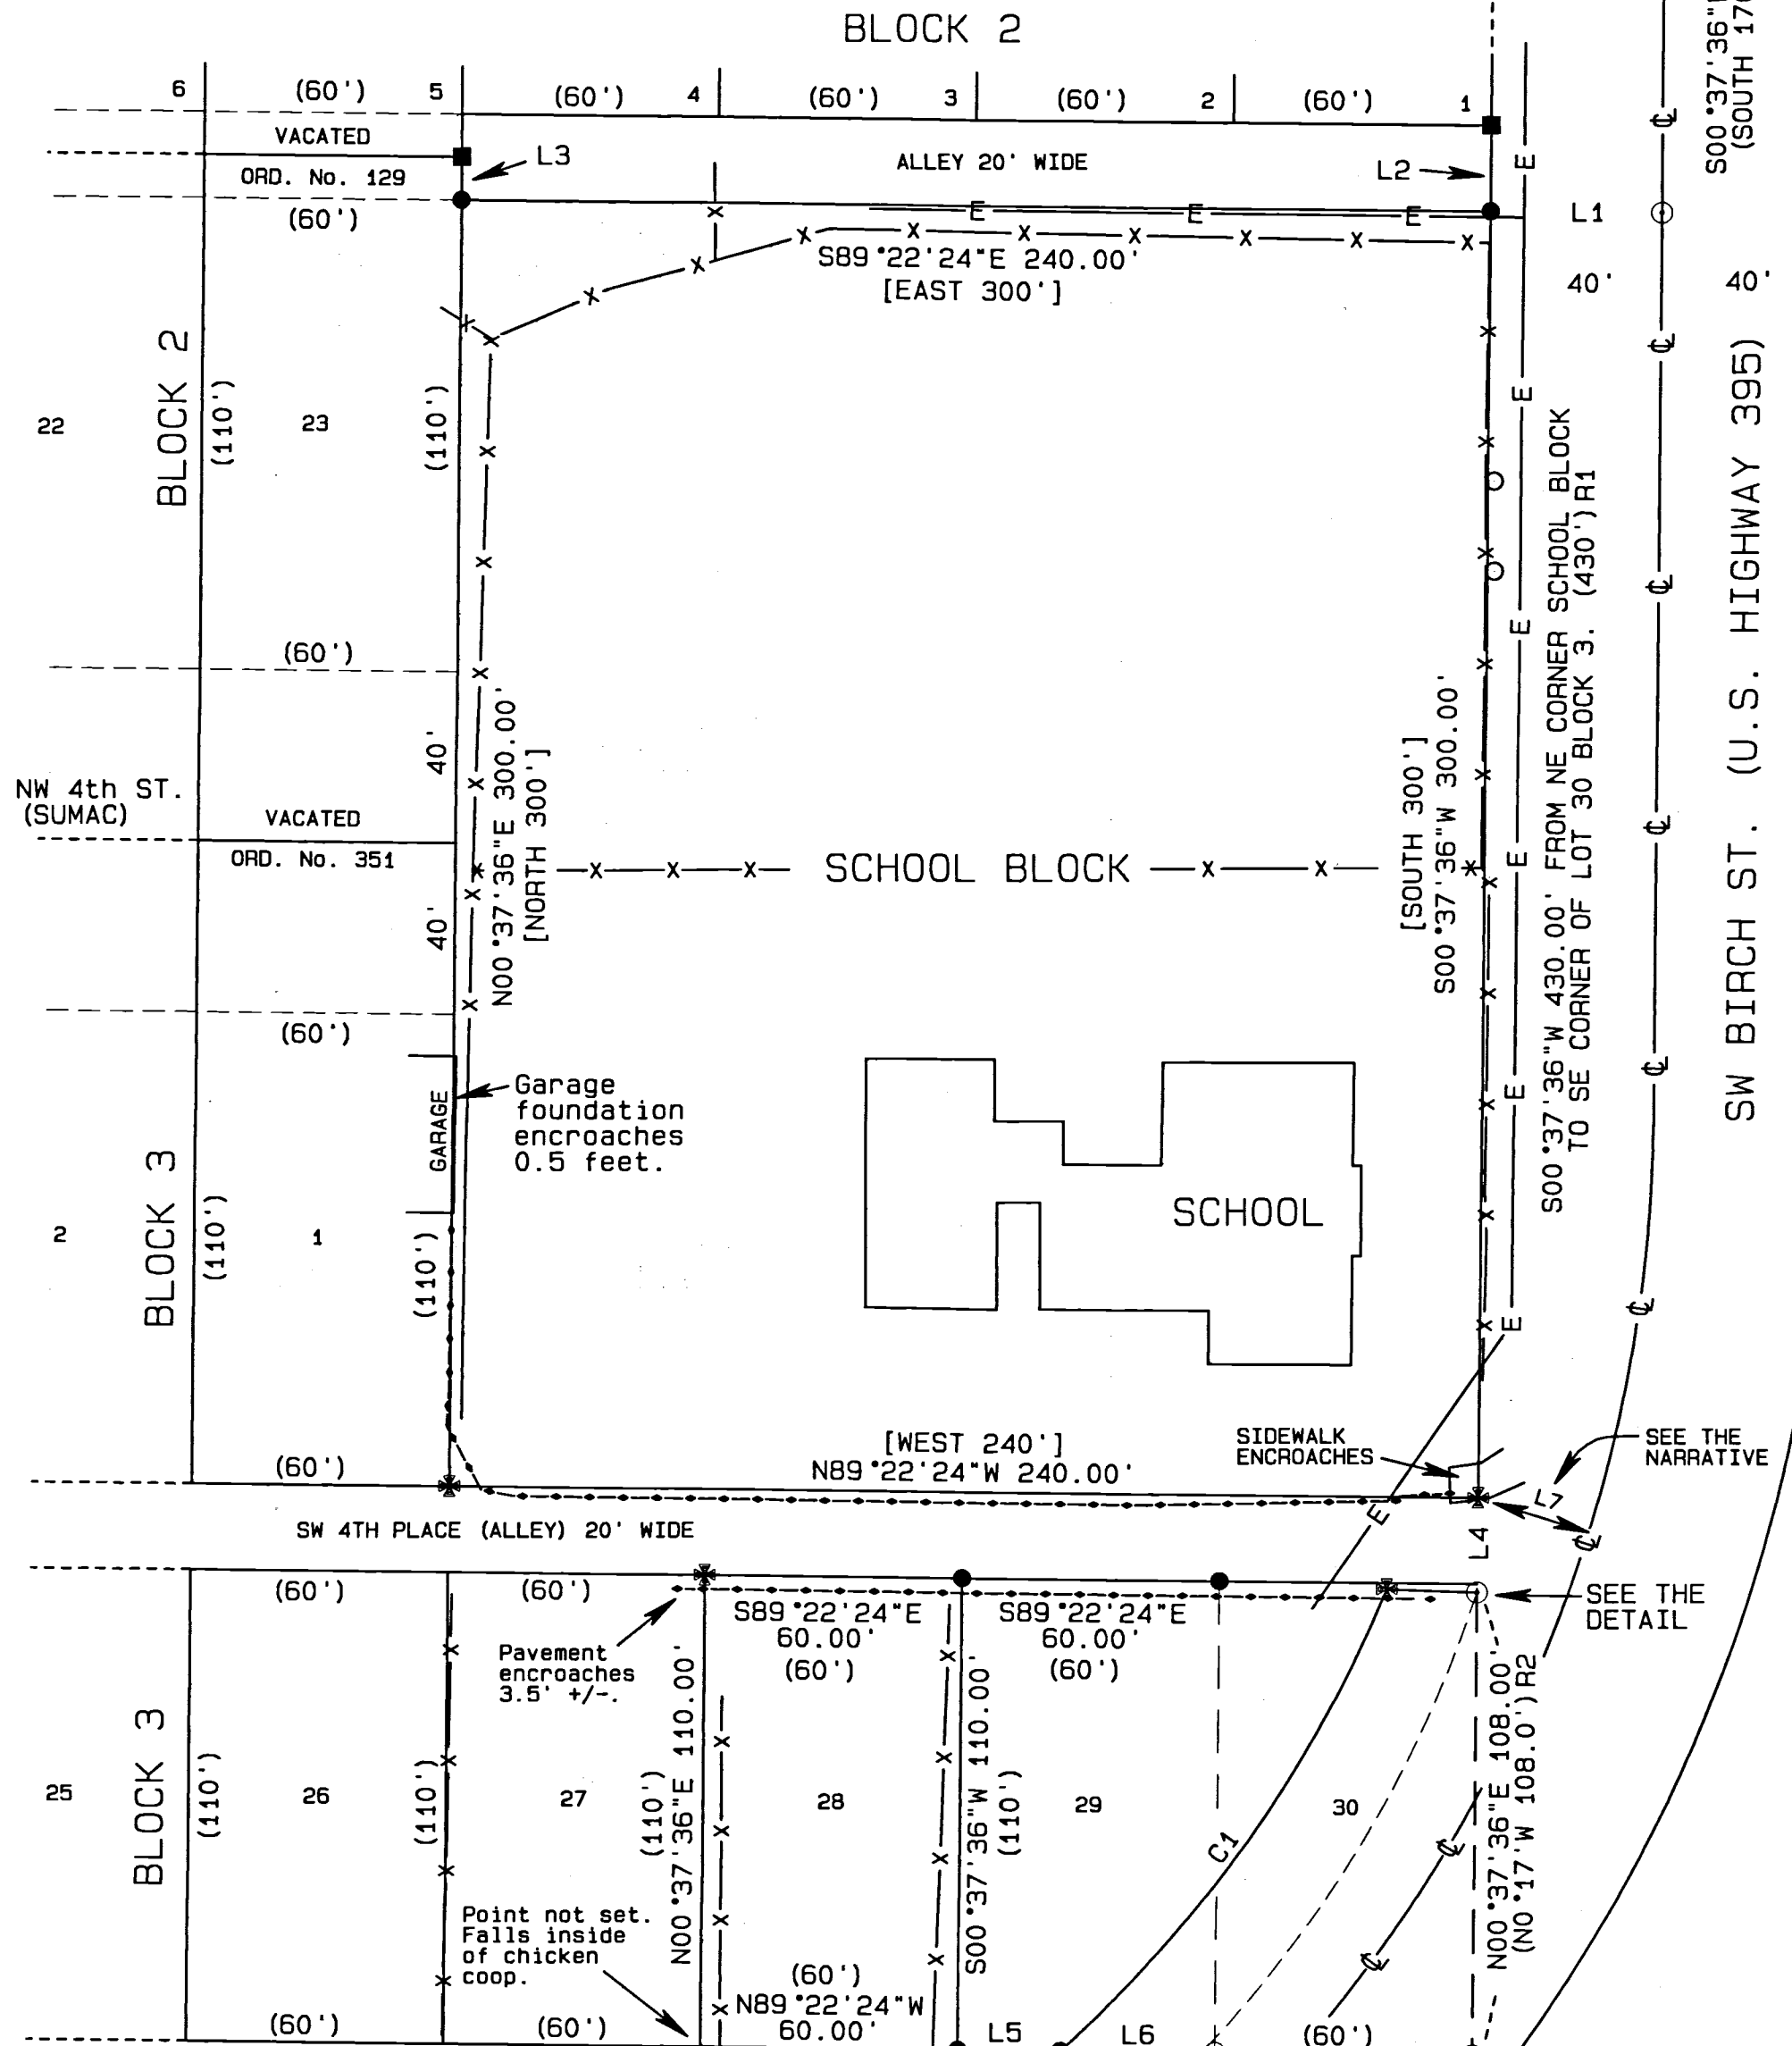 BLOCK 2
6 (60') 5 (60') 4 (60') 3 (60') 2 (60') 1
VACATED
ORD. No. 129
(60')
L3
ALLEY 20' WIDE
L2
E
E E E
L1
S89°22'24"E 240.00'
[EAST 300']
40' 40'
S00°37'36"
(SOUTH 170
22
BLOCK 2
(110')
23
(110')
(60')
40'
NW 4th ST.
(SUMAC)
VACATED
ORD. No. 351
40'
N00°37'36"E 300.00'
[NORTH 300']
SCHOOL BLOCK
[SOUTH 300']
S00°37'36"W 300.00'
S00°37'36"W 430.00' FROM NE CORNER SCHOOL BLOCK
TO SE CORNER OF LOT 30 BLOCK 3. (430')R1
SW BIRCH ST. (U.S. HIGHWAY 395)
E
E
E
E
E
(60')
GARAGE
Garage
foundation
encroaches
0.5 feet.
2
BLOCK 3
(110')
1
(110')
SCHOOL
(60')
[WEST 240']
N89°22'24"W 240.00'
SIDEWALK
ENCROACHES
SEE THE
NARRATIVE
L7
E
L4
SW 4TH PLACE (ALLEY) 20' WIDE
(60') (60')
S89°22'24"E
60.00'
(60')
S89°22'24"E
60.00'
(60')
SEE THE
DETAIL
Pavement
encroaches
3.5' +/-.
25
BLOCK 3
(110')
26
(110')
27
(110')
N00°37'36"E 110.00'
28
S00°37'36"W 110.00'
(110')
29
C1
30
N00°37'36"E 108.00'
(N0°17'W 108.0')R2
Point not set.
Falls inside
of chicken
coop.
(60') (60')
(60')
N89°22'24"W
60.00'
L5 L6 (60')